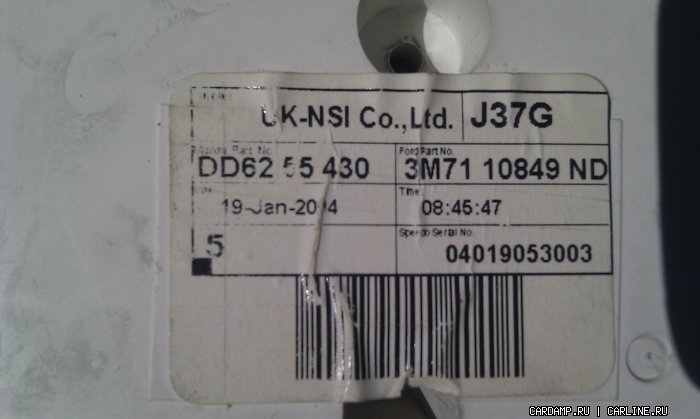 UK-NSI Co.,Ltd. J37G
Mazda Part No. Ford Part No.
DD62 55 430 3M71 10849 ND
Date Time
19-Jan-2004 08:45:47
Speedo Serial No.
5 04019053003
CARDAMP.RU | CARLINE.RU